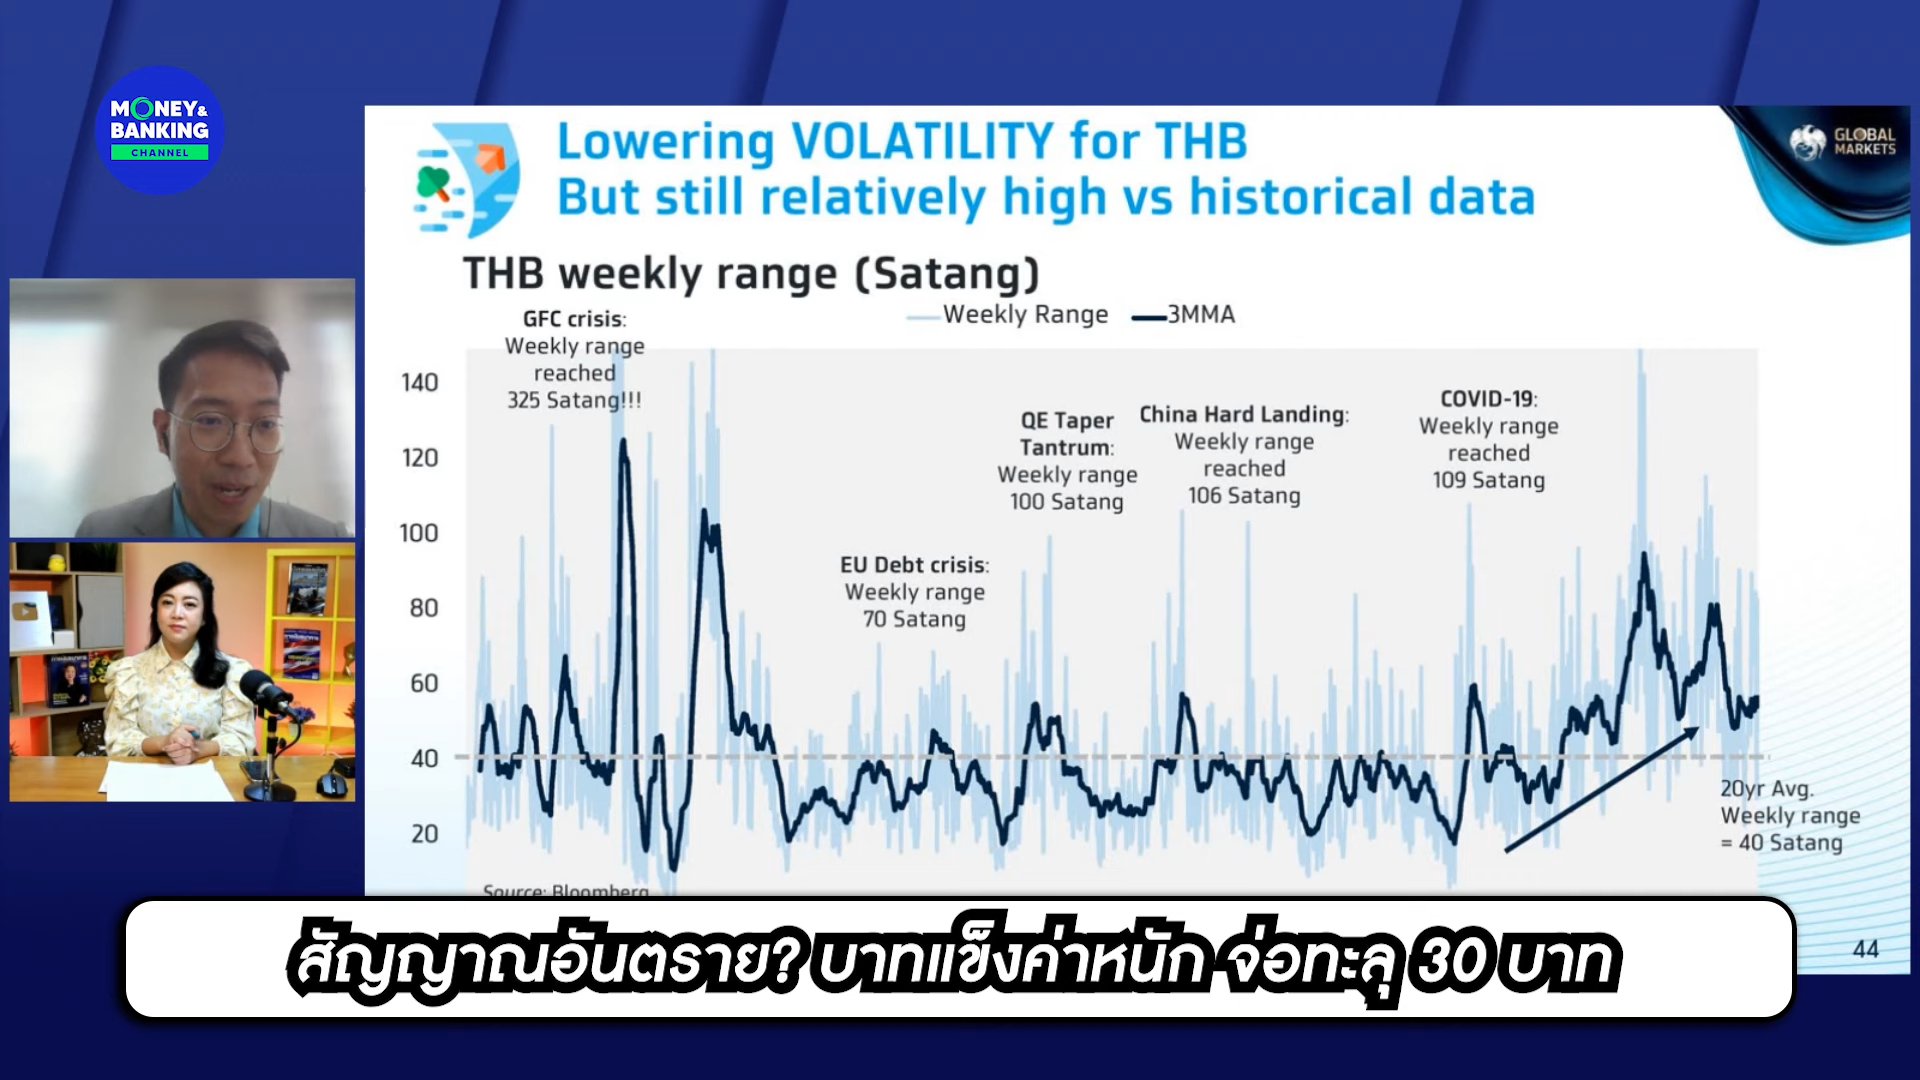 MONEY&
BANKING
CHANNEL
Lowering VOLATILITY for THB
But still relatively high vs historical data
GLOBAL
MARKETS
THB weekly range (Satang)
Weekly Range
3MMA
GFC crisis:
Weekly range
reached
325 Satang!!!
EU Debt crisis:
Weekly range
70 Satang
QE Taper
Tantrum:
Weekly range
100 Satang
China Hard Landing:
Weekly range
reached
106 Satang
COVID-19:
Weekly range
reached
109 Satang
140
120
100
80
60
40
20
20yr Avg.
Weekly range
= 40 Satang
Source: Bloomberg
44
สัญญาณอันตราย? บาทแข็งค่าหนัก จ่อทะลุ 30 บาท